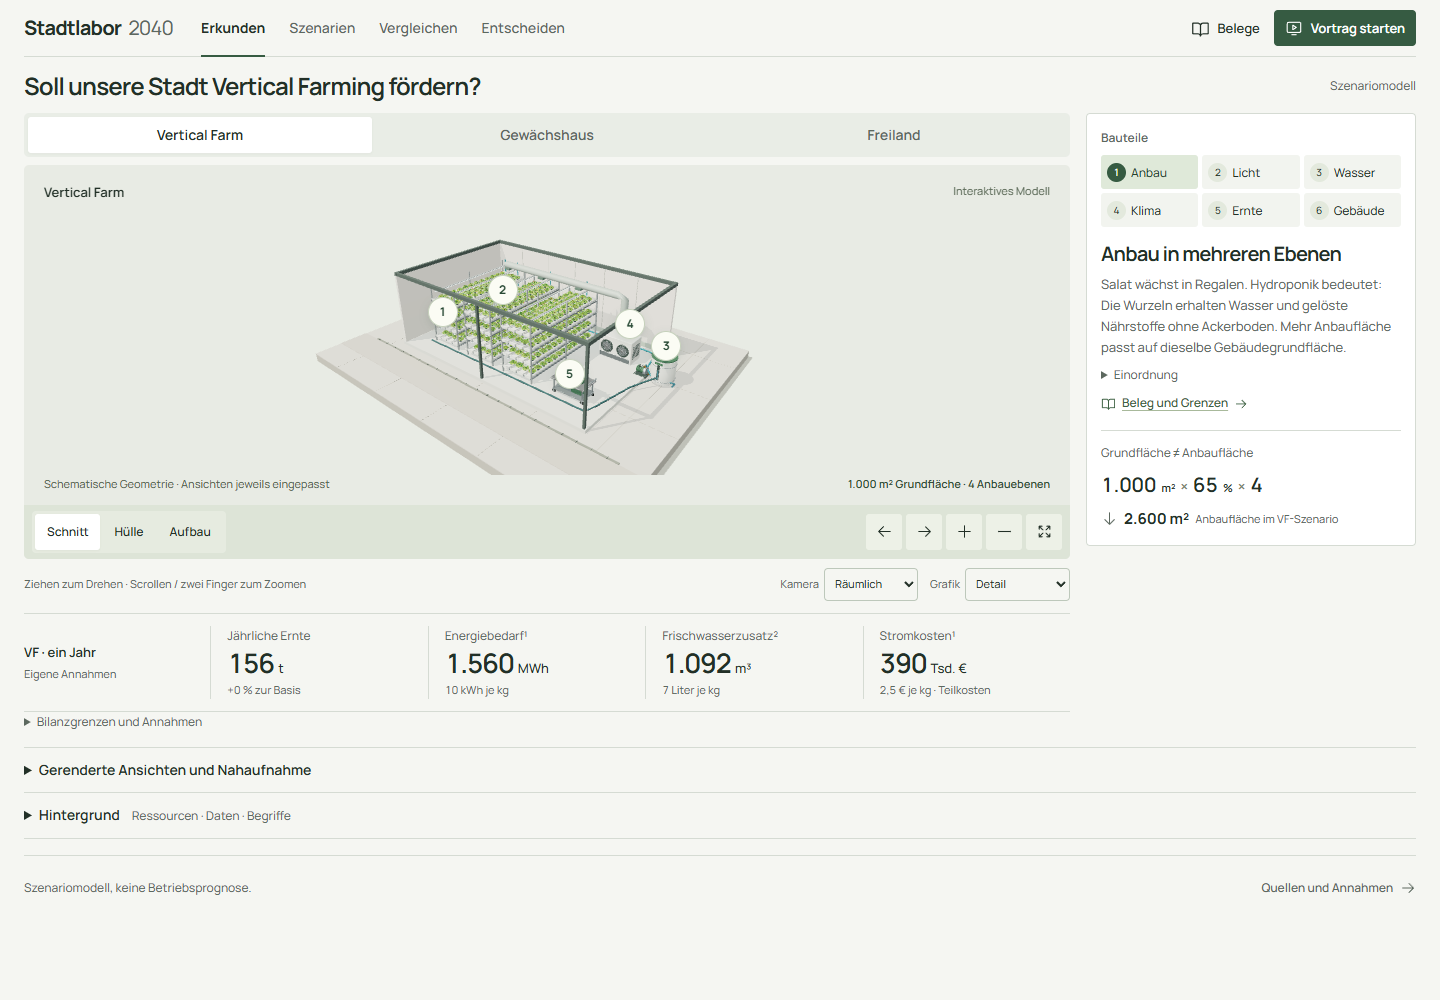 Stadtlabor 2040
Erkunden
Szenarien
Vergleichen
Entscheiden
Belege
Vortrag starten
Soll unsere Stadt Vertical Farming fördern?
Szenariomodell
Vertical Farm
Gewächshaus
Freiland
Vertical Farm
Interaktives Modell
1
2
3
4
5
Schematische Geometrie · Ansichten jeweils eingepasst
1.000 m² Grundfläche · 4 Anbauebenen
Schnitt
Hülle
Aufbau
Ziehen zum Drehen · Scrollen / zwei Finger zum Zoomen
Kamera
Räumlich
Grafik
Detail
VF · ein Jahr
Eigene Annahmen
Jährliche Ernte
156 t
+0 % zur Basis
Energiebedarf¹
1.560 MWh
10 kWh je kg
Frischwasserzusatz²
1.092 m³
7 Liter je kg
Stromkosten¹
390 Tsd. €
2,5 € je kg · Teilkosten
Bilanzgrenzen und Annahmen
Bauteile
1 Anbau
2 Licht
3 Wasser
4 Klima
5 Ernte
6 Gebäude
Anbau in mehreren Ebenen
Salat wächst in Regalen. Hydroponik bedeutet:
Die Wurzeln erhalten Wasser und gelöste
Nährstoffe ohne Ackerboden. Mehr Anbaufläche
passt auf dieselbe Gebäudegrundfläche.
Einordnung
Beleg und Grenzen →
Grundfläche ≠ Anbaufläche
1.000 m² × 65 % × 4
↓ 2.600 m² Anbaufläche im VF-Szenario
Gerenderte Ansichten und Nahaufnahme
Hintergrund Ressourcen · Daten · Begriffe
Szenariomodell, keine Betriebsprognose.
Quellen und Annahmen →